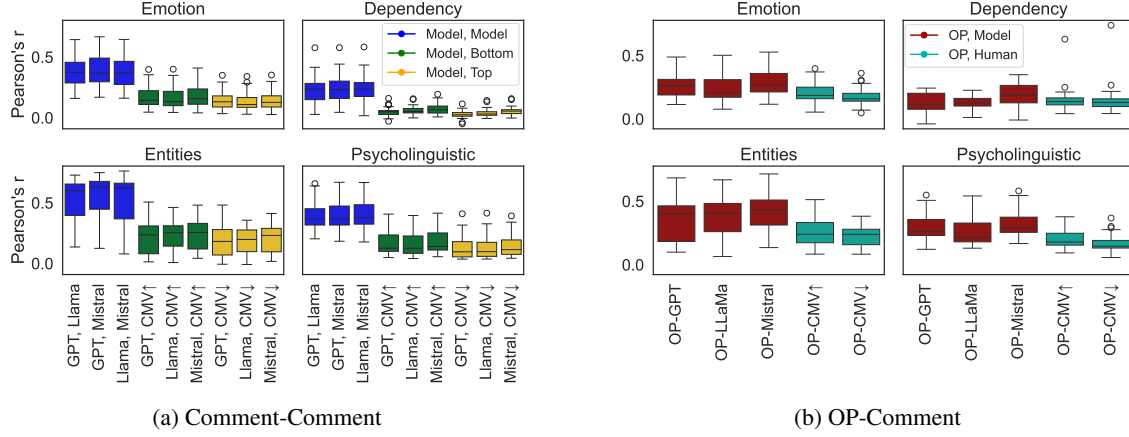 Emotion
Dependency
Pearson's r
0.5
0.0
Model, Model
Model, Bottom
Model, Top
Entities
Psycholinguistic
Pearson's r
0.5
0.0
GPT, Llama
GPT, Mistral
Llama, Mistral
GPT, CMV↑
Llama, CMV↑
Mistral, CMV↑
GPT, CMV↓
Llama, CMV↓
Mistral, CMV↓
GPT, Llama
GPT, Mistral
Llama, Mistral
GPT, CMV↑
Llama, CMV↑
Mistral, CMV↑
GPT, CMV↓
Llama, CMV↓
Mistral, CMV↓
(a) Comment-Comment
Emotion
Dependency
0.5
0.0
OP, Model
OP, Human
Entities
Psycholinguistic
0.5
0.0
OP-GPT
OP-LLaMa
OP-Mistral
OP-CMV↑
OP-CMV↓
OP-GPT
OP-LLaMa
OP-Mistral
OP-CMV↑
OP-CMV↓
(b) OP-Comment